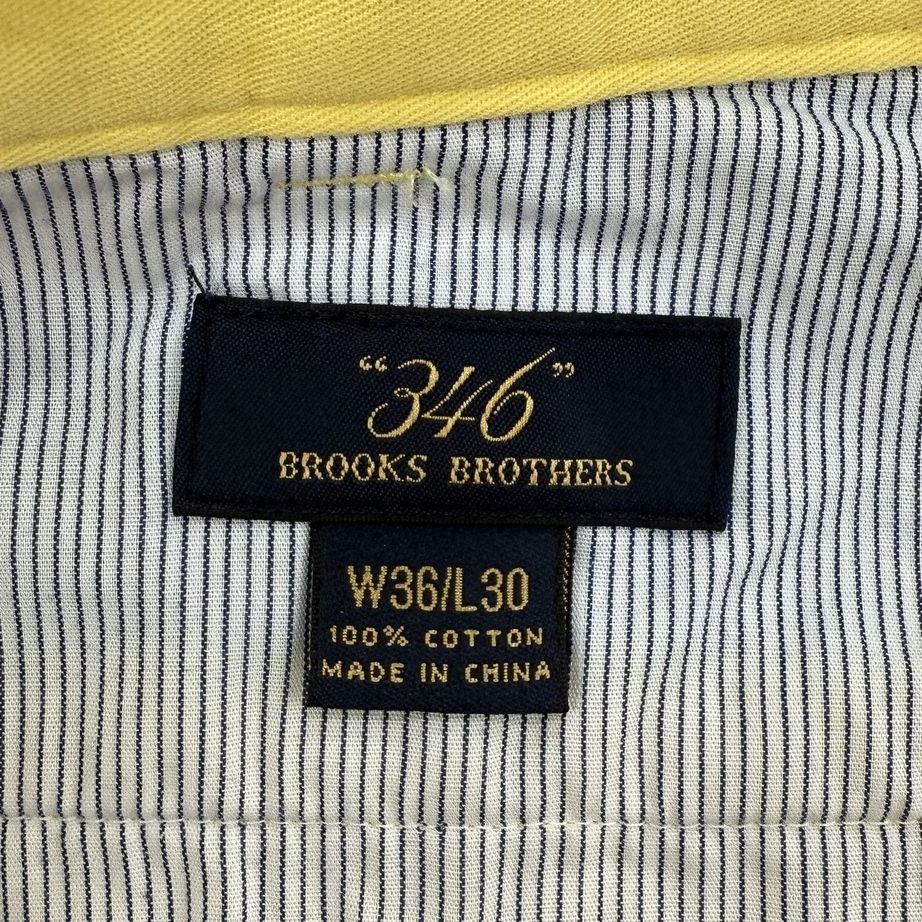 “346”
BROOKS BROTHERS
W36/L30
100% COTTON
MADE IN CHINA